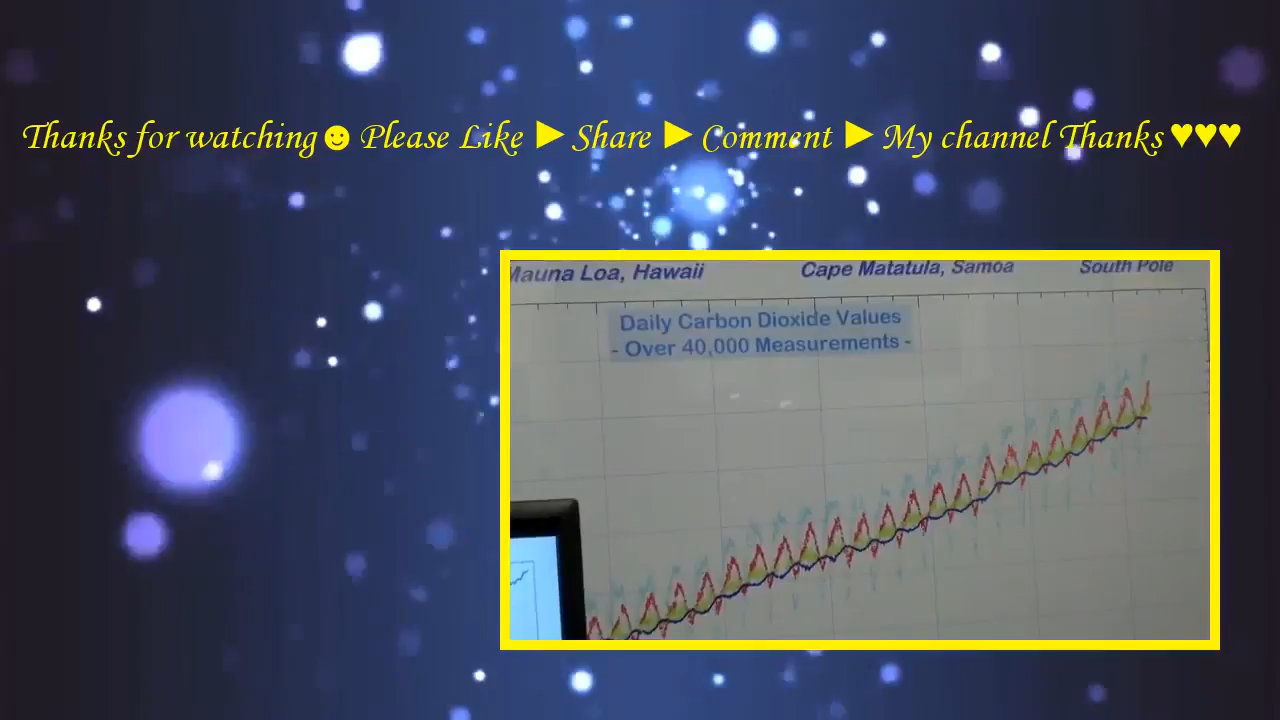 Thanks for watching☻Please Like ► Share ► Comment ► My channel Thanks ♥♥♥
Mauna Loa, Hawaii Cape Matatula, Samoa South Pole
Daily Carbon Dioxide Values
- Over 40,000 Measurements -